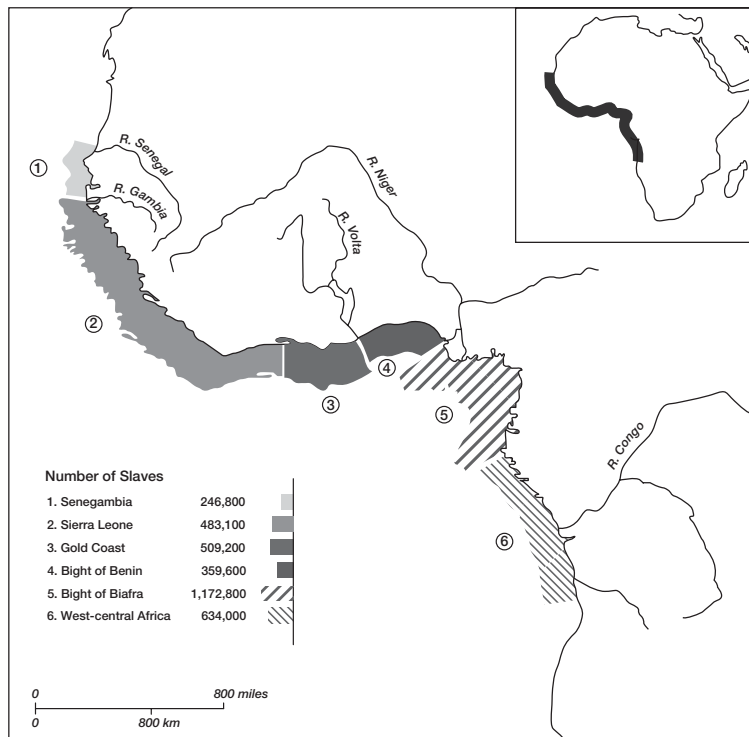 ①
R. Senegal
R. Gambia
R. Niger
R. Volta
②
③
④
⑤
⑥
R. Congo
Number of Slaves
1. Senegambia 246,800
2. Sierra Leone 483,100
3. Gold Coast 509,200
4. Bight of Benin 359,600
5. Bight of Biafra 1,172,800
6. West-central Africa 634,000
0 800 miles
0 800 km